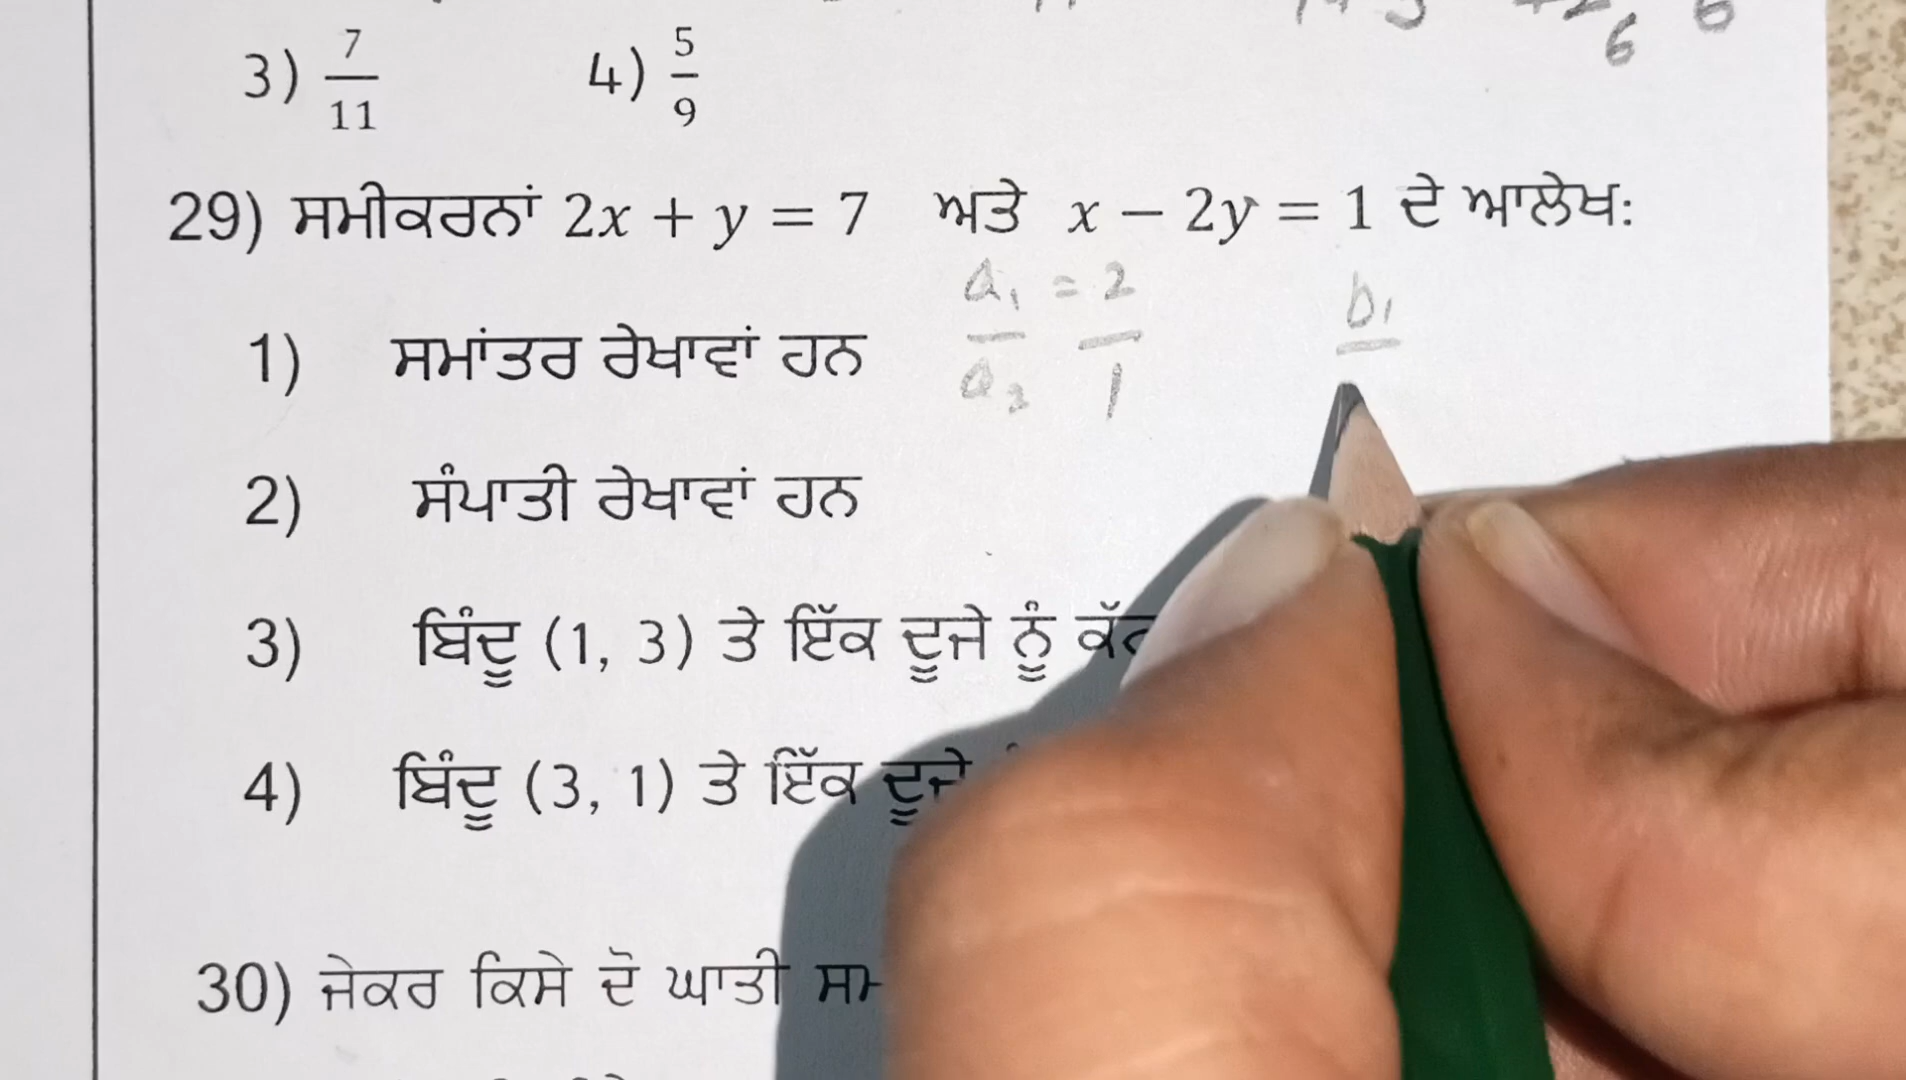 3) 7/11 4) 5/9
29) ਸਮੀਕਰਨਾਂ 2x + y = 7 ਅਤੇ x − 2y = 1 ਦੇ ਆਲੇਖ:
a₁/a₂ = 2/1 b₁
1) ਸਮਾਂਤਰ ਰੇਖਾਵਾਂ ਹਨ
2) ਸੰਪਾਤੀ ਰੇਖਾਵਾਂ ਹਨ
3) ਬਿੰਦੂ (1, 3) ਤੇ ਇੱਕ ਦੂਜੇ ਨੂੰ
4) ਬਿੰਦੂ (3, 1) ਤੇ ਇੱਕ ਦੂਜੇ
30) ਜੇਕਰ ਕਿਸੇ ਦੋ ਘਾਤੀ